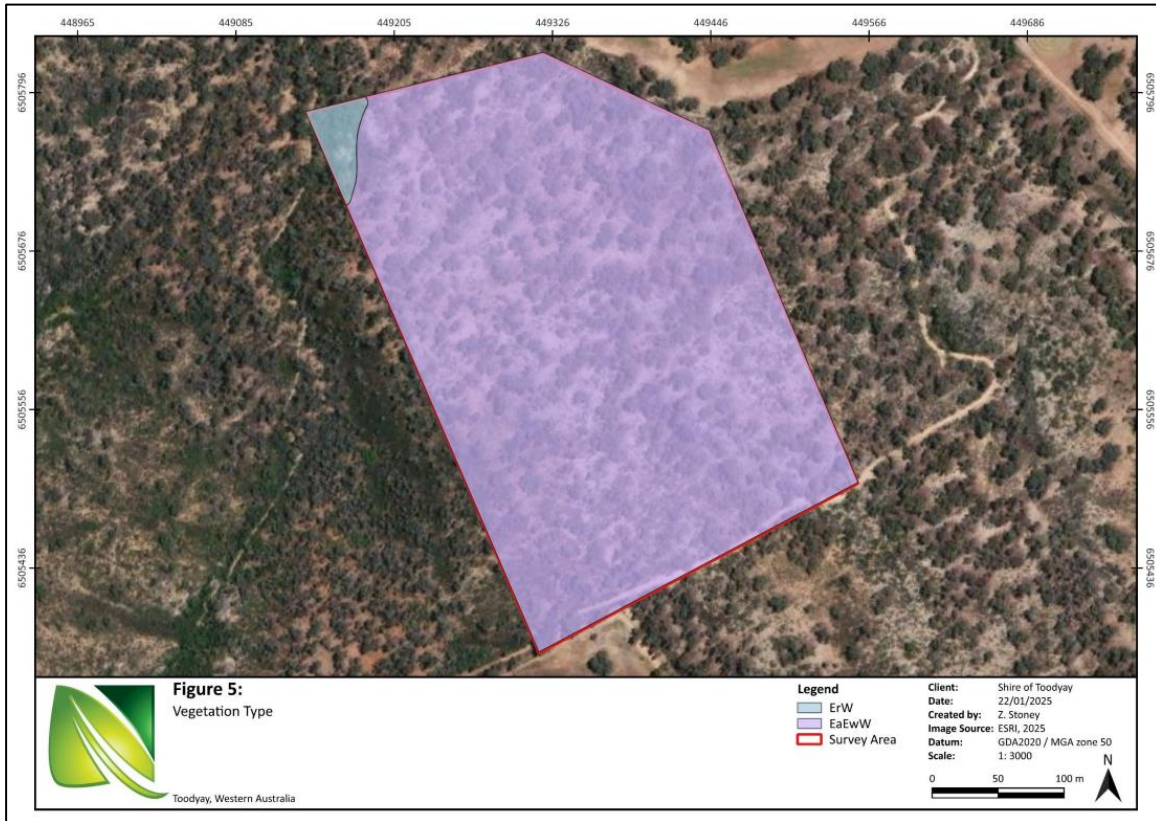 448965 449085 449205 449326 449446 449566 449686
6505796 6505796
6505676 6505676
6505556 6505556
6505436 6505436
Figure 5:
Vegetation Type
Toodyay, Western Australia
Legend
ErW
EaEwW
Survey Area
Client: Shire of Toodyay
Date: 22/01/2025
Created by: Z. Stoney
Image Source: ESRI, 2025
Datum: GDA2020 / MGA zone 50
Scale: 1: 3000
N
0 50 100 m